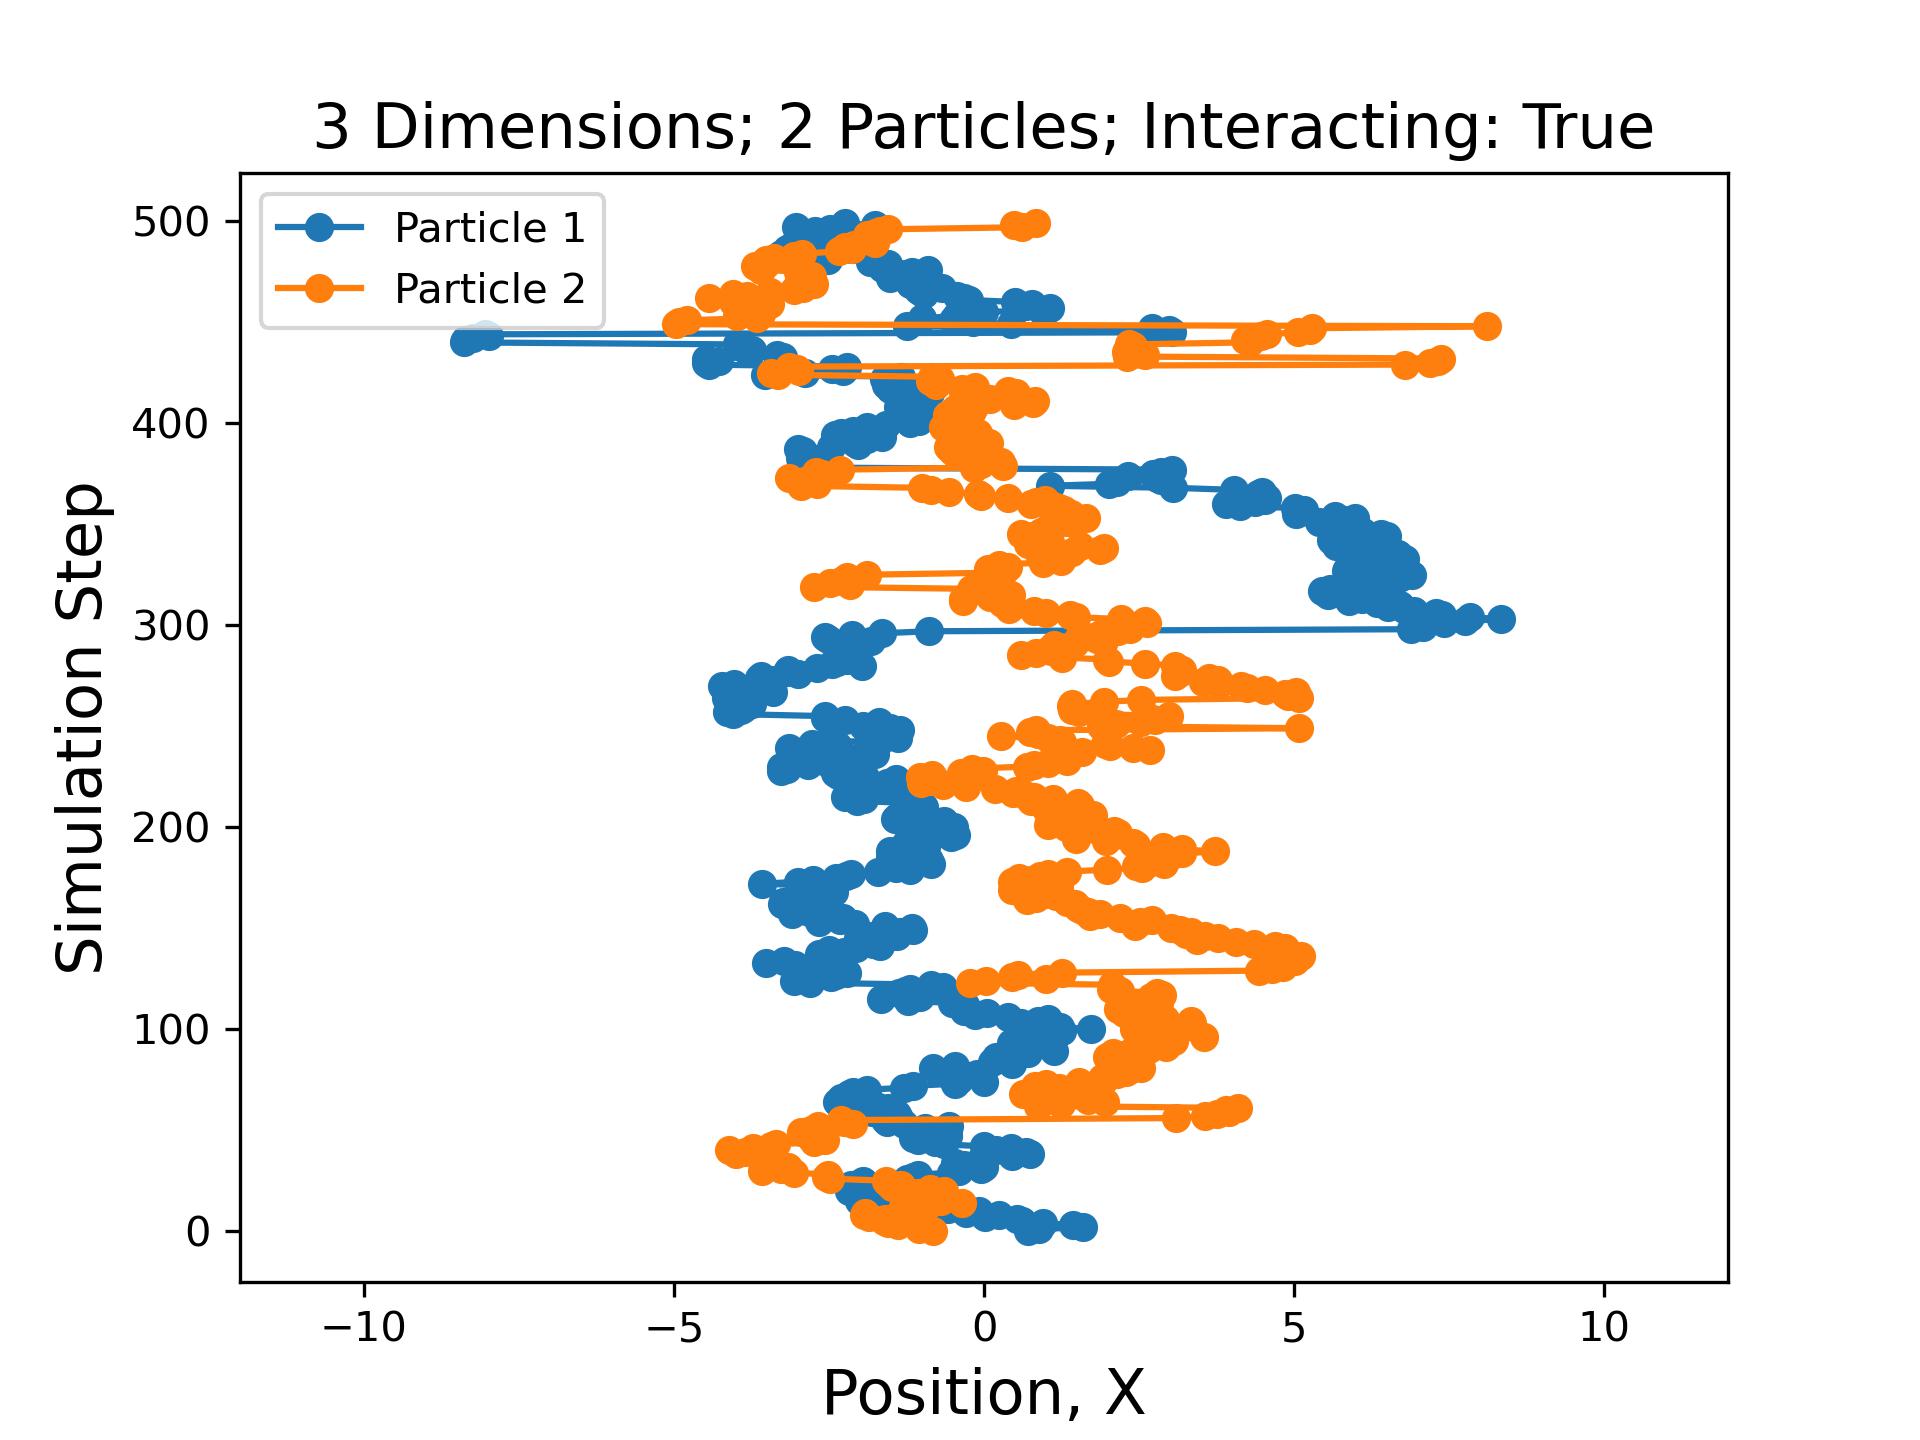 3 Dimensions; 2 Particles; Interacting: True
Particle 1
Particle 2
Simulation Step
500
400
300
200
100
0
−10
−5
0
5
10
Position, X